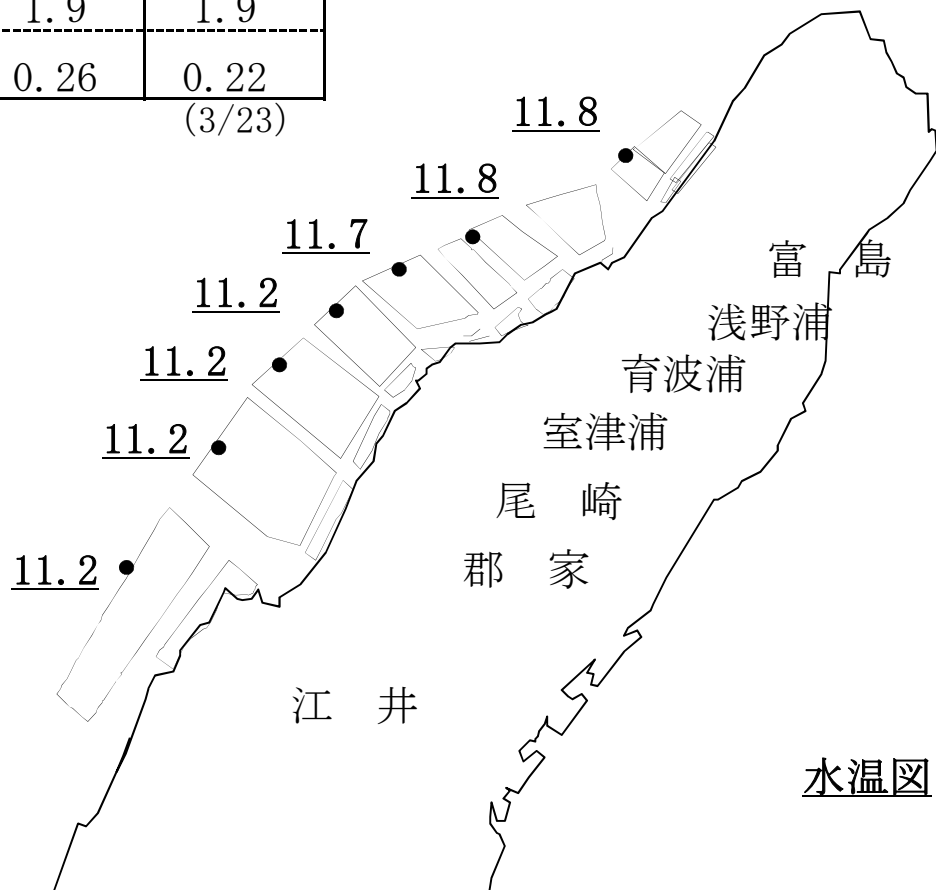 1.9 1.9
0.26 0.22
(3/23)
11.8
11.8
11.7
11.2
11.2
11.2
11.2
富 島
浅野浦
育波浦
室津浦
尾 崎
郡 家
江 井
水温図